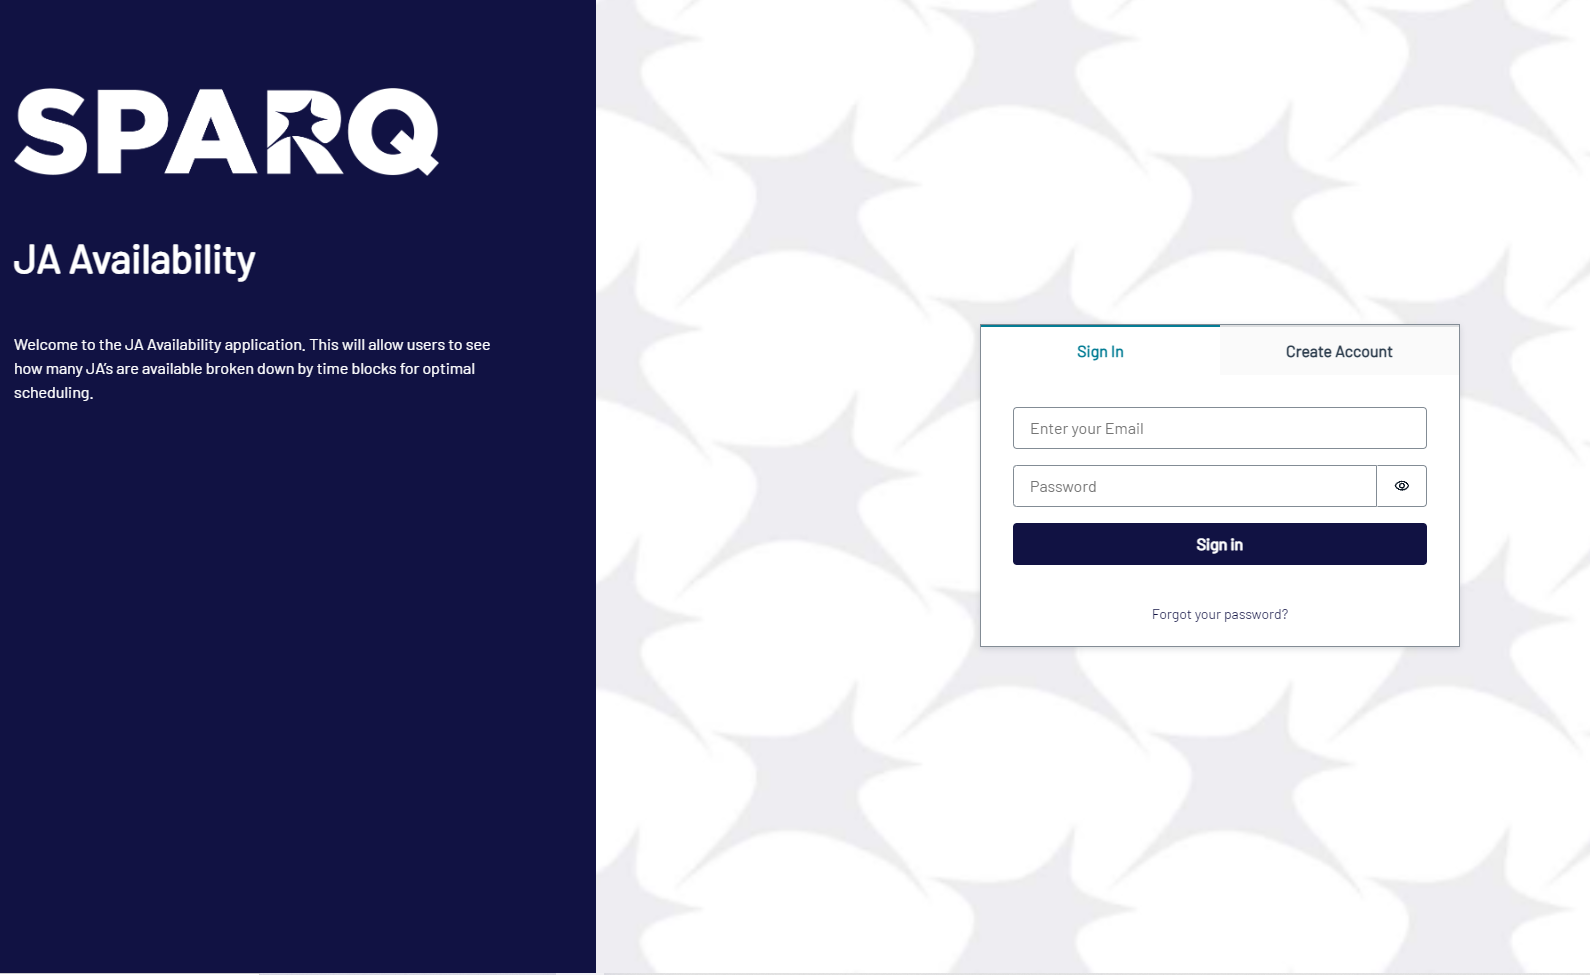 SPARQ
JA Availability
Welcome to the JA Availability application. This will allow users to see
how many JA's are available broken down by time blocks for optimal
scheduling.
Sign In
Create Account
Enter your Email
Password
Sign in
Forgot your password?